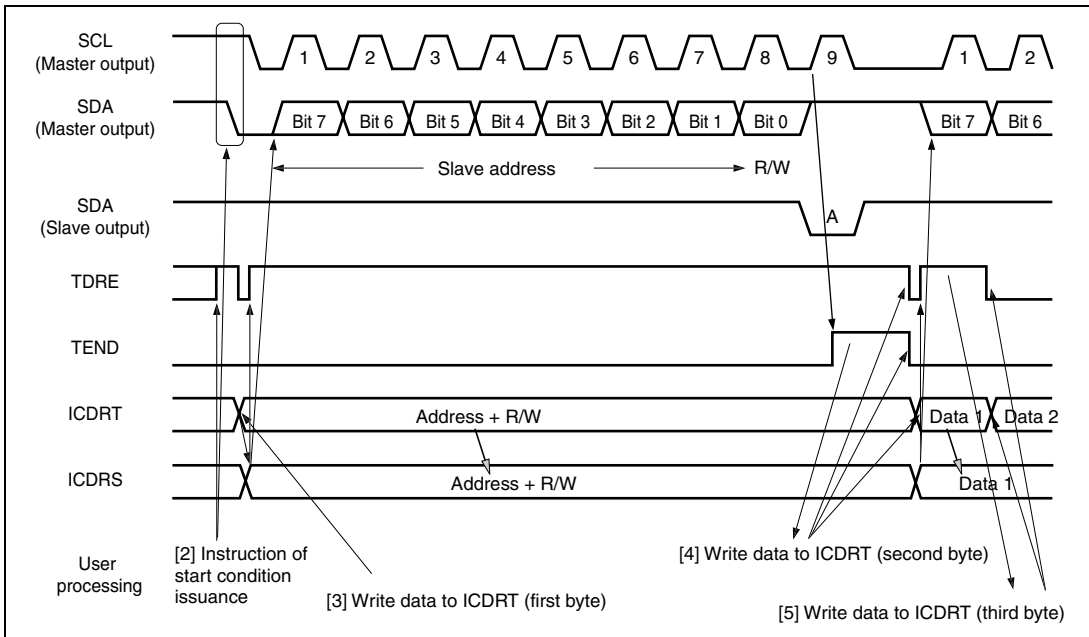 SCL
(Master output)
1 2 3 4 5 6 7 8 9 1 2
SDA
(Master output)
Bit 7 Bit 6 Bit 5 Bit 4 Bit 3 Bit 2 Bit 1 Bit 0 Bit 7 Bit 6
Slave address R/W
SDA
(Slave output)
A
TDRE
TEND
ICDRT
Address + R/W Data 1 Data 2
ICDRS
Address + R/W Data 1
User
processing
[2] Instruction of
start condition
issuance
[3] Write data to ICDRT (first byte)
[4] Write data to ICDRT (second byte)
[5] Write data to ICDRT (third byte)